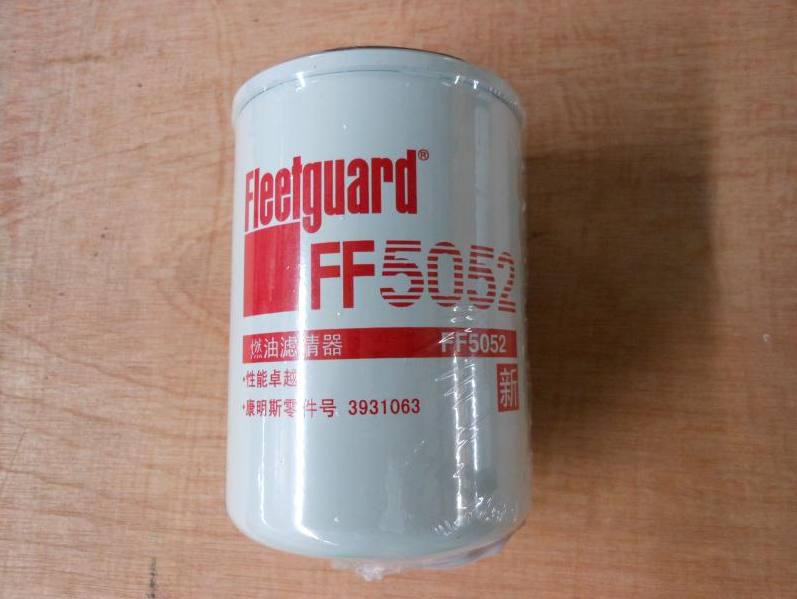 Fleetguard®
FF5052
燃油滤清器 FF5052
·性能卓越
新
·康明斯零件号 3931063